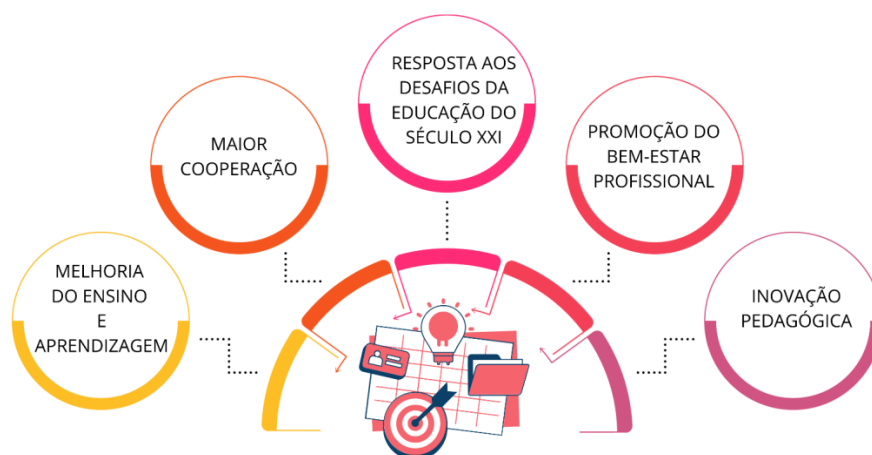 MELHORIA
DO ENSINO
E
APRENDIZAGEM
MAIOR
COOPERAÇÃO
RESPOSTA AOS
DESAFIOS DA
EDUCAÇÃO DO
SÉCULO XXI
PROMOÇÃO DO
BEM-ESTAR
PROFISSIONAL
INOVAÇÃO
PEDAGÓGICA